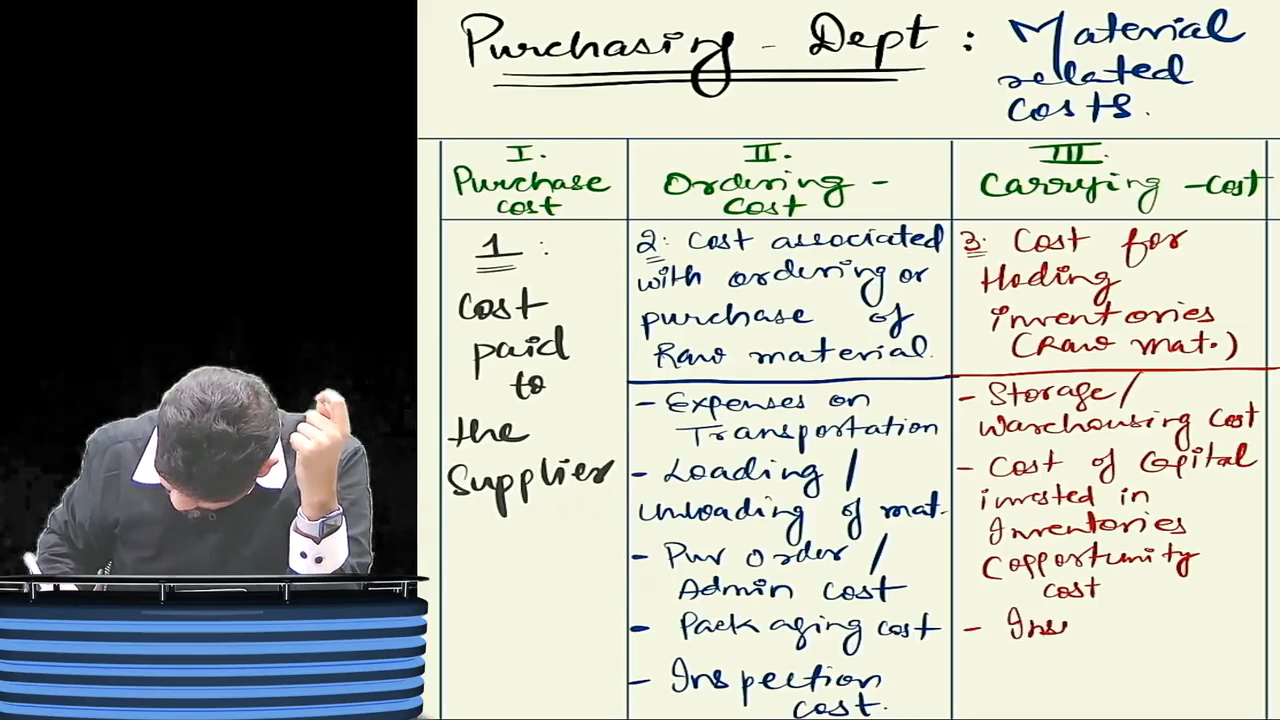 Purchasing - Dept : Material
related
costs.
I.
Purchase
cost
II.
Ordering -
cost
III.
Carrying - cost
1 :
cost
paid
to
the
Supplier
2: cost associated
with ordering or
purchase of
Raw material.
- Expenses on
Transportation
- Loading /
unloading of mat.
- Pur order /
Admin cost
- Packaging cost
- Inspection
cost.
3: Cost for
Hoding
inventories
(Raw mat.)
- Storage/
Warehousing cost
- Cost of Capital
invested in
Inventories
Copportunity
cost
- Ins